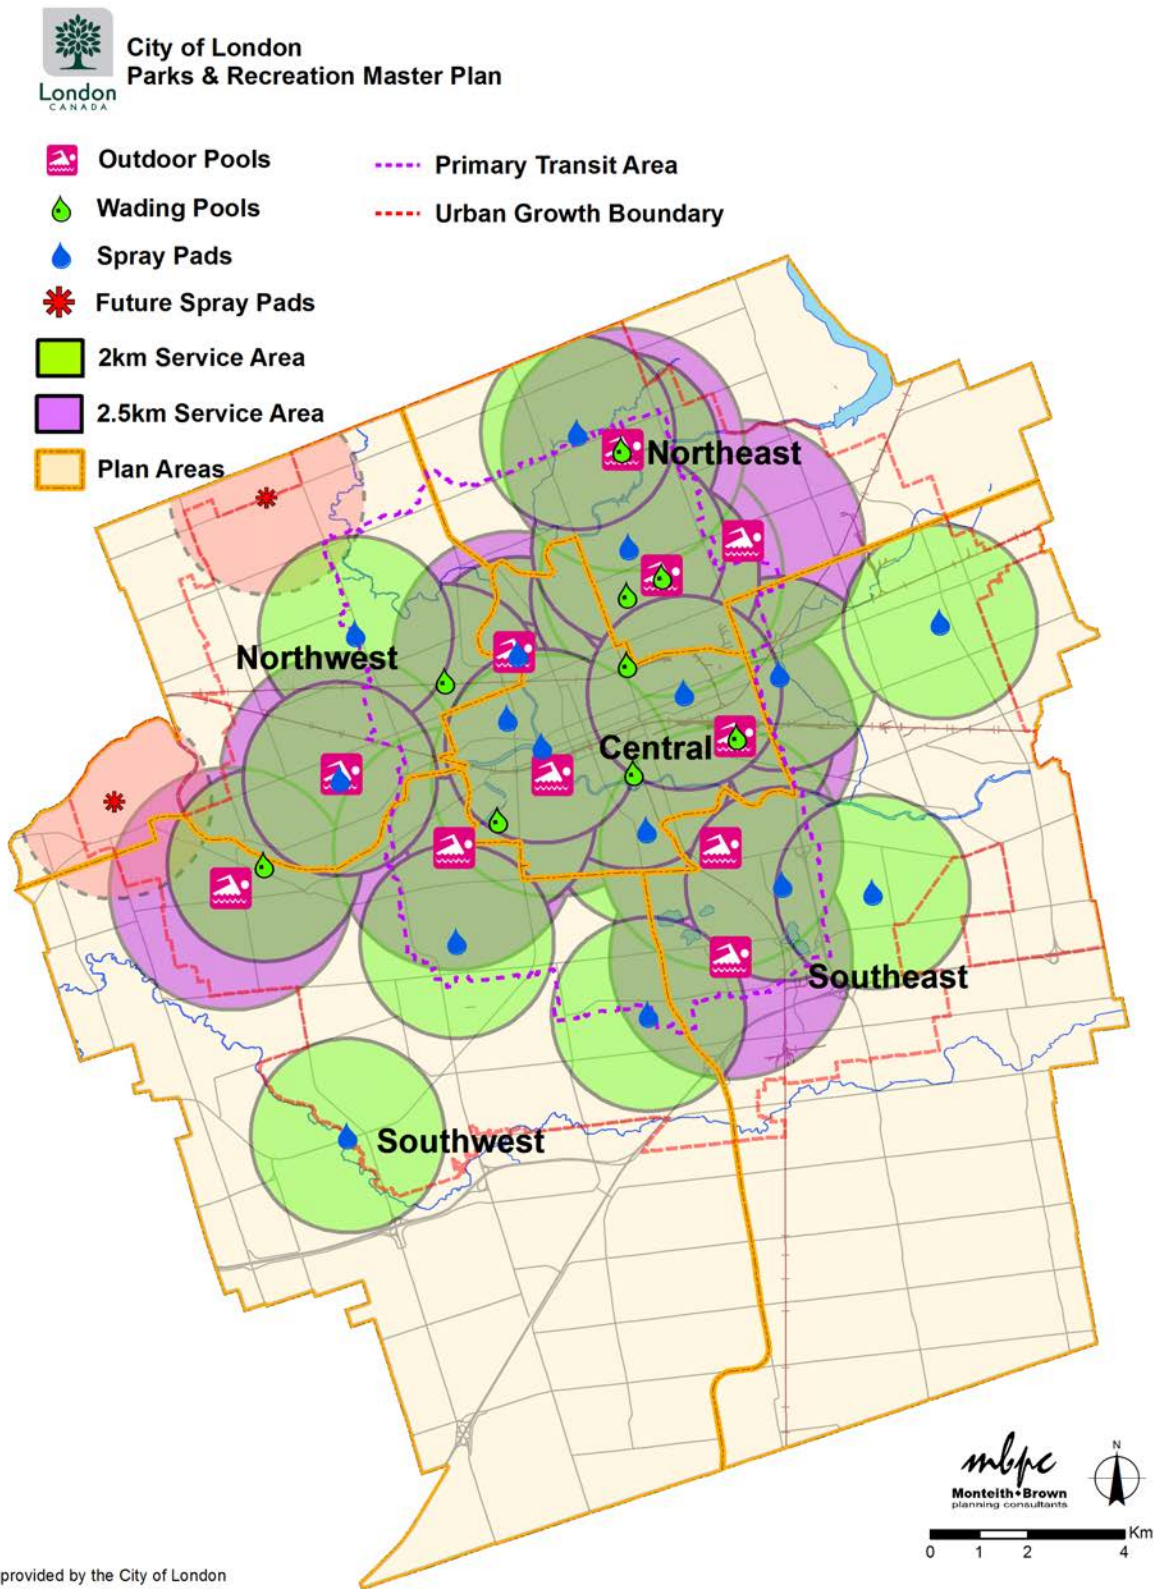 City of London
Parks & Recreation Master Plan
London
CANADA
Outdoor Pools
Wading Pools
Spray Pads
Future Spray Pads
2km Service Area
2.5km Service Area
Plan Areas
Primary Transit Area
Urban Growth Boundary
Northeast
Northwest
Central
Southeast
Southwest
mbpc
Monteith•Brown
planning consultants
N
Km
0 1 2 4
provided by the City of London